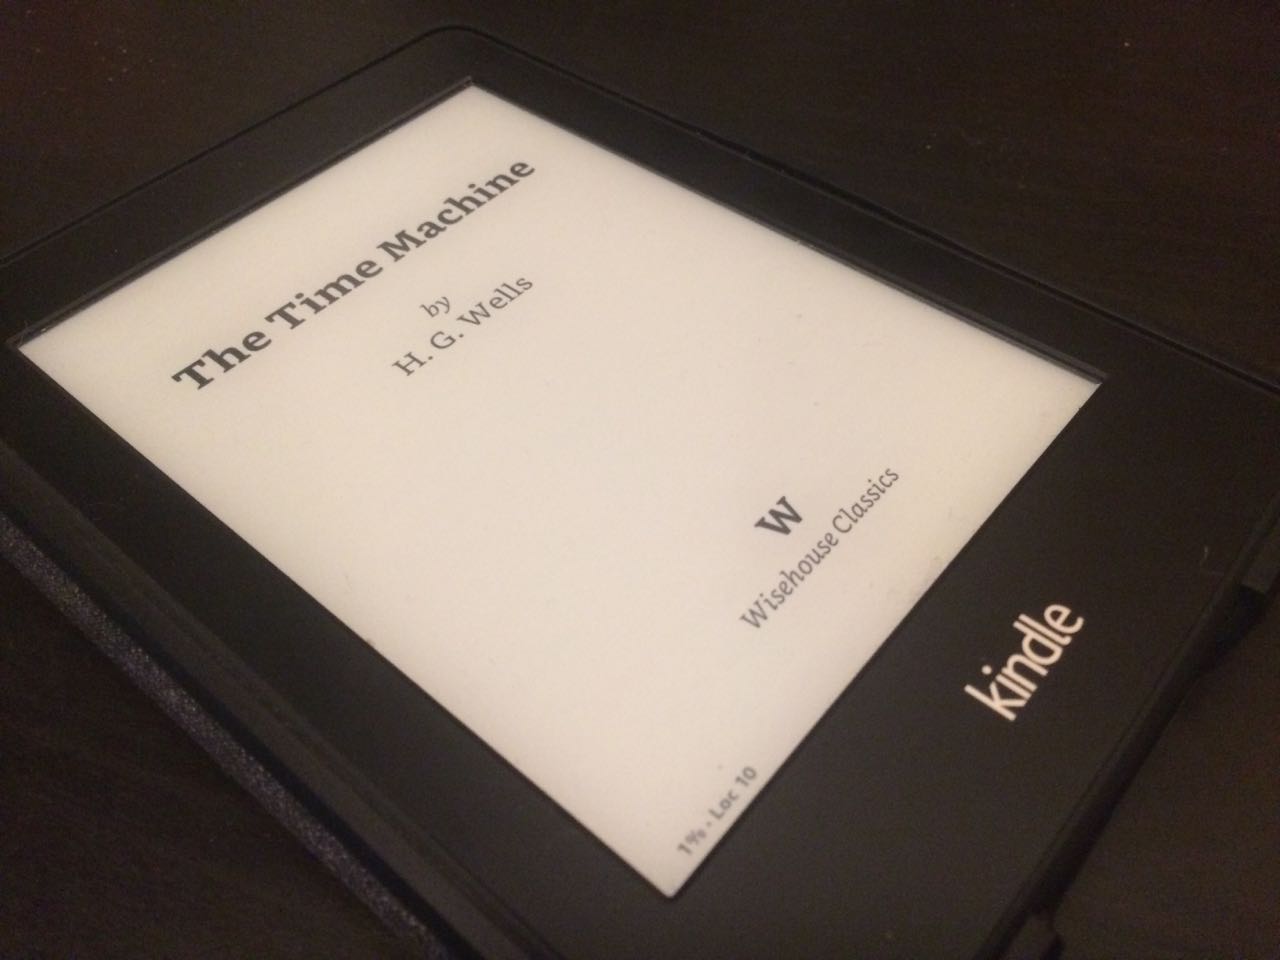 The Time Machine
by
H. G. Wells
W
Wisehouse Classics
1% · Loc 10
kindle